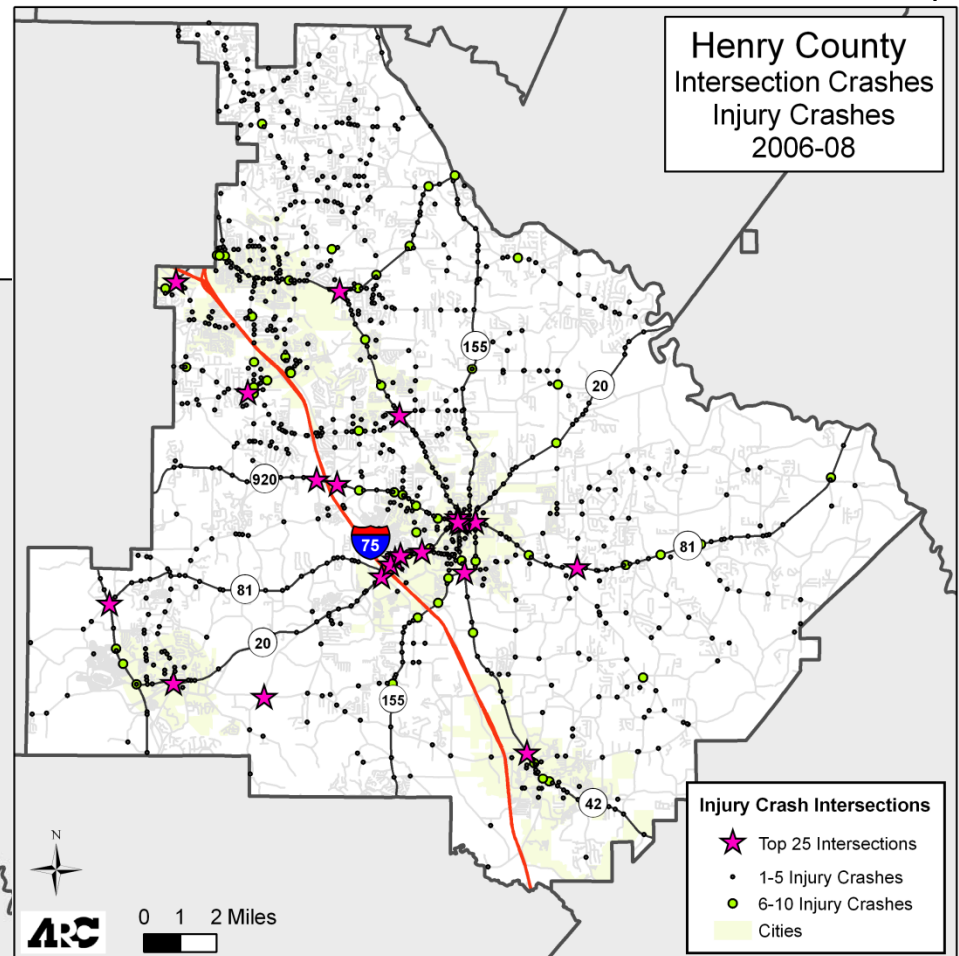 Henry County
Intersection Crashes
Injury Crashes
2006-08
155
20
920
75
81
81
20
155
42
Injury Crash Intersections
Top 25 Intersections
1-5 Injury Crashes
6-10 Injury Crashes
Cities
N
ARC
0 1 2 Miles